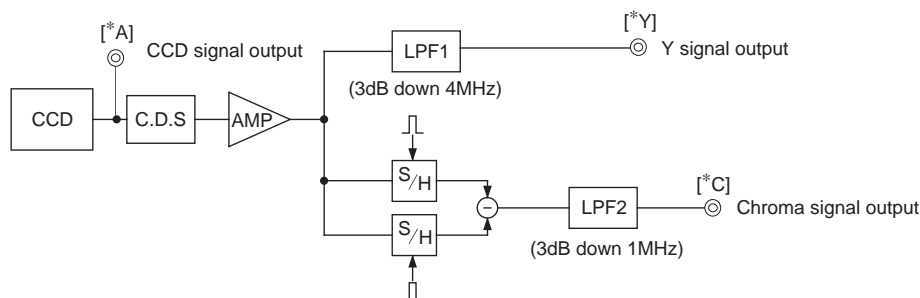 [*A]
CCD signal output
[*Y]
Y signal output
LPF1
(3dB down 4MHz)
CCD
C.D.S
AMP
S/H
S/H
−
LPF2
(3dB down 1MHz)
[*C]
Chroma signal output